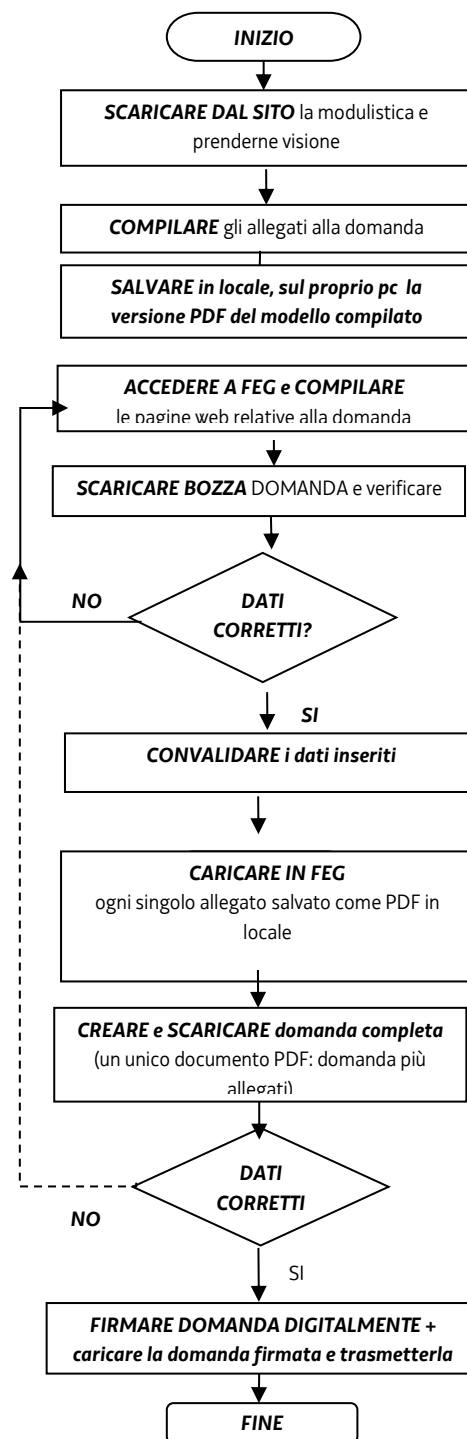 INIZIO
SCARICARE DAL SITO la modulistica e
prenderne visione
COMPILARE gli allegati alla domanda
SALVARE in locale, sul proprio pc la
versione PDF del modello compilato
ACCEDERE A FEG e COMPILARE
le pagine web relative alla domanda
SCARICARE BOZZA DOMANDA e verificare
NO
DATI
CORRETTI?
SI
CONVALIDARE i dati inseriti
CARICARE IN FEG
ogni singolo allegato salvato come PDF in
locale
CREARE e SCARICARE domanda completa
(un unico documento PDF: domanda più
allegati)
DATI
CORRETTI
NO
SI
FIRMARE DOMANDA DIGITALMENTE +
caricare la domanda firmata e trasmetterla
FINE